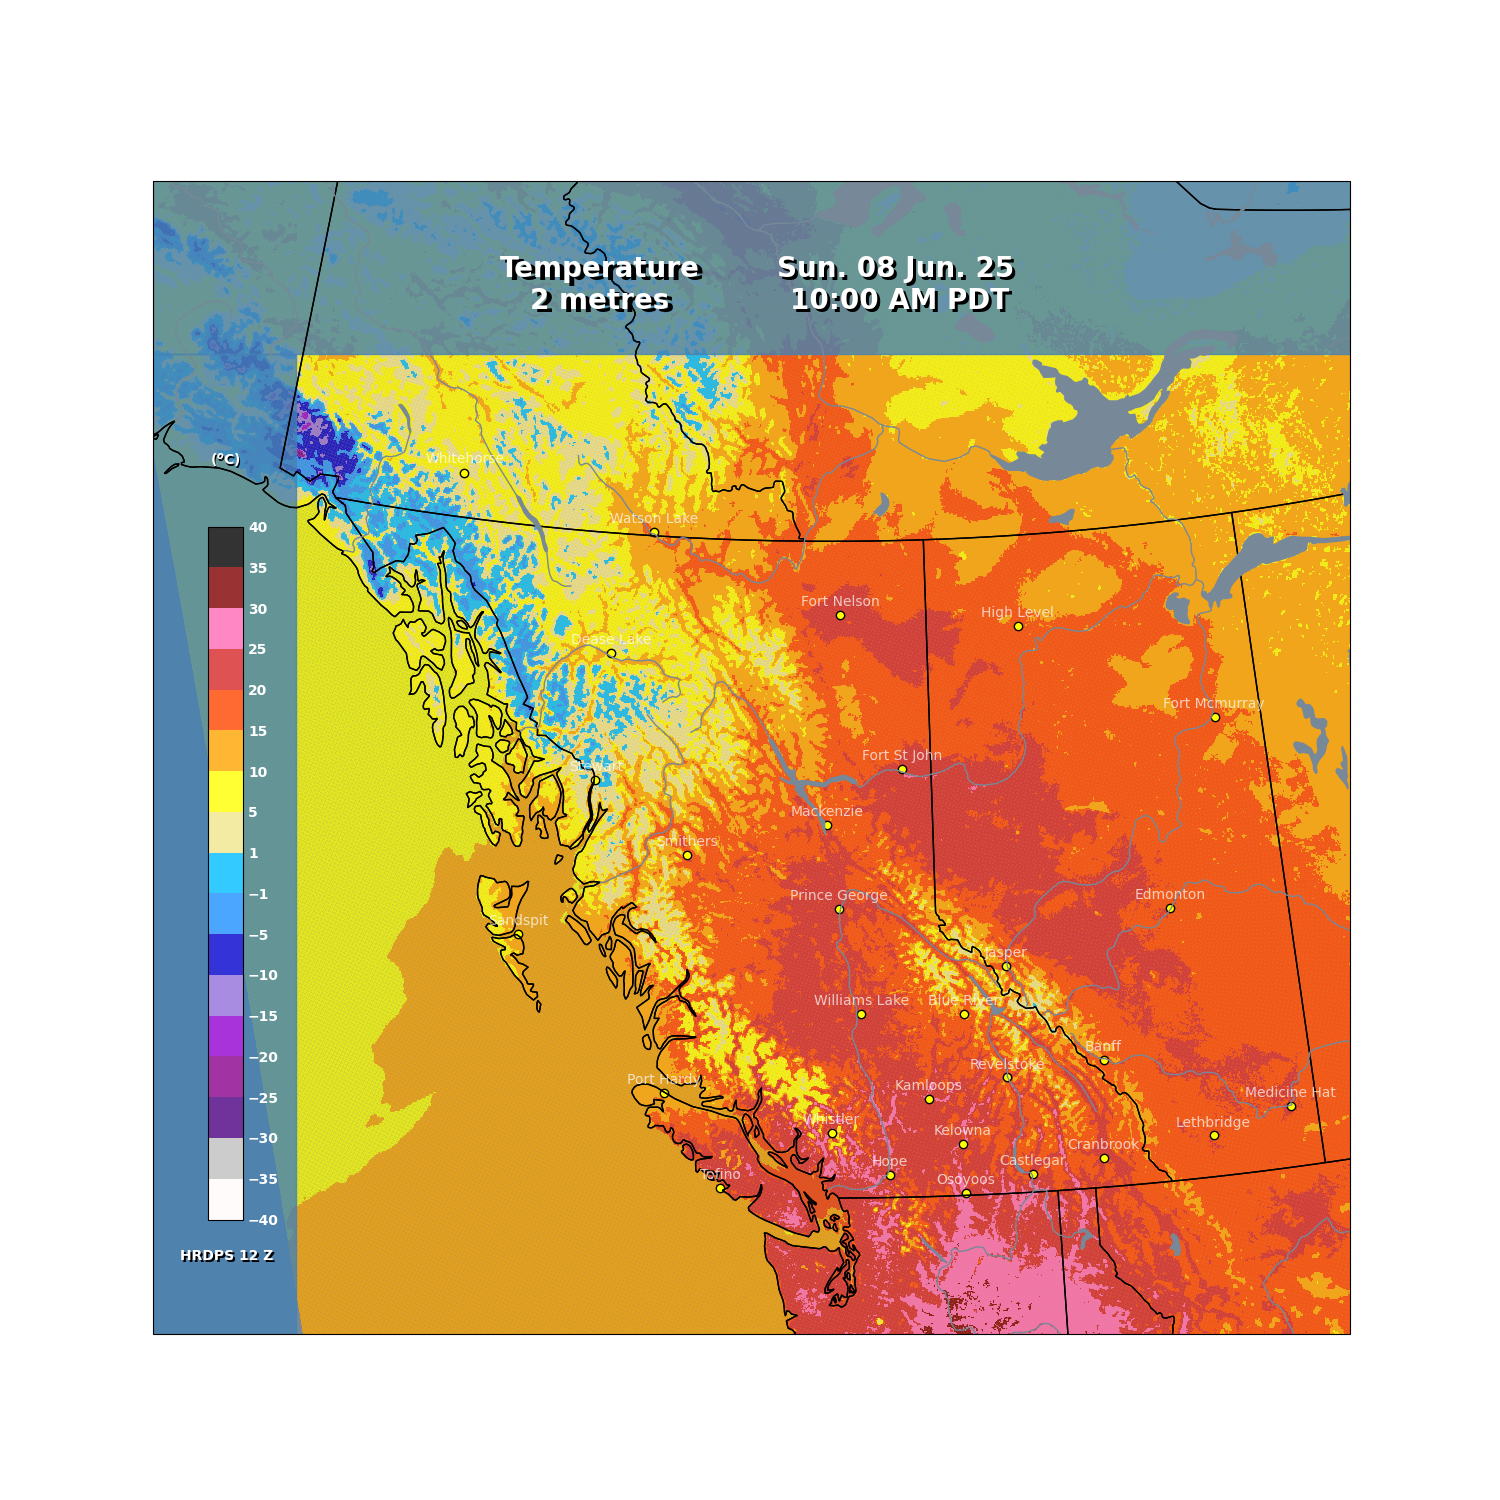 Temperature
2 metres
Sun. 08 Jun. 25
10:00 AM PDT
(°C)
40
35
30
25
20
15
10
5
1
−1
−5
−10
−15
−20
−25
−30
−35
−40
HRDPS 12 Z
Whitehorse
Watson Lake
Fort Nelson
High Level
Dease Lake
Fort Mcmurray
Fort St John
Stewart
Mackenzie
Smithers
Prince George
Edmonton
Sandspit
Jasper
Williams Lake
Blue River
Banff
Revelstoke
Port Hardy
Kamloops
Medicine Hat
Whistler
Lethbridge
Kelowna
Cranbrook
Hope
Castlegar
Tofino
Osoyoos